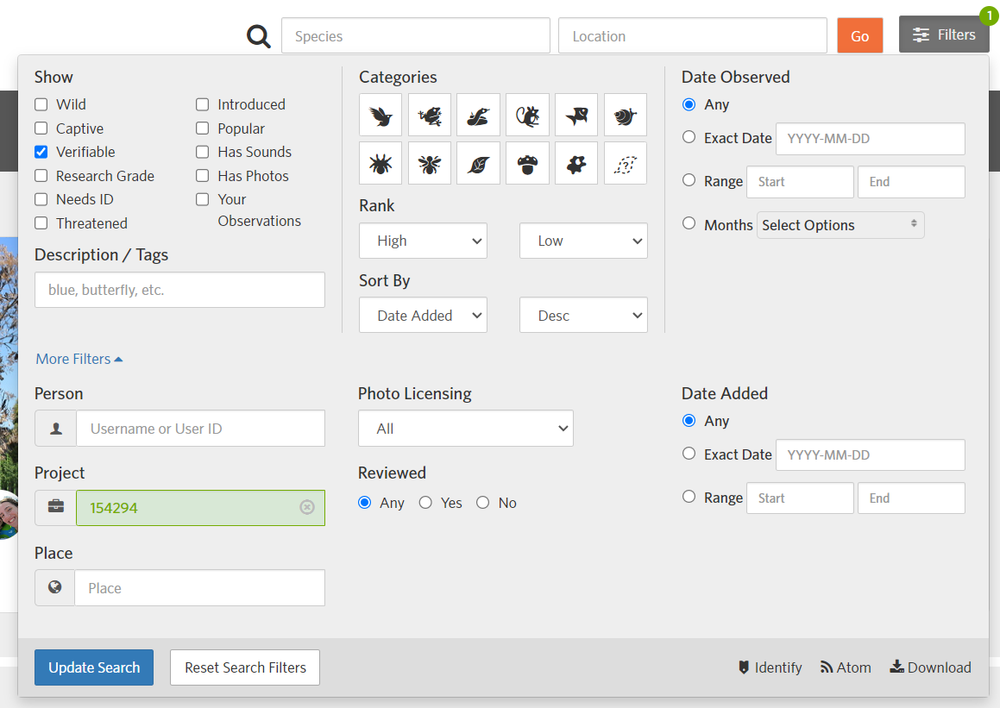 Species
Location
Go
Filters
1
Show
Wild
Captive
Verifiable
Research Grade
Needs ID
Threatened
Introduced
Popular
Has Sounds
Has Photos
Your
Observations
Description / Tags
blue, butterfly, etc.
Categories
?
Rank
High
Low
Sort By
Date Added
Desc
Date Observed
Any
Exact Date YYYY-MM-DD
Range Start End
Months Select Options
More Filters
Person
Username or User ID
Project
154294
Place
Place
Photo Licensing
All
Reviewed
Any Yes No
Date Added
Any
Exact Date YYYY-MM-DD
Range Start End
Update Search
Reset Search Filters
Identify
Atom
Download